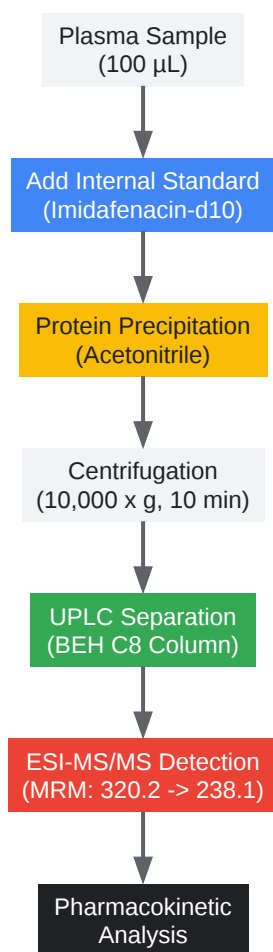 Plasma Sample
(100 µL)
Add Internal Standard
(Imidafenacin-d10)
Protein Precipitation
(Acetonitrile)
Centrifugation
(10,000 x g, 10 min)
UPLC Separation
(BEH C8 Column)
ESI-MS/MS Detection
(MRM: 320.2 -> 238.1)
Pharmacokinetic
Analysis